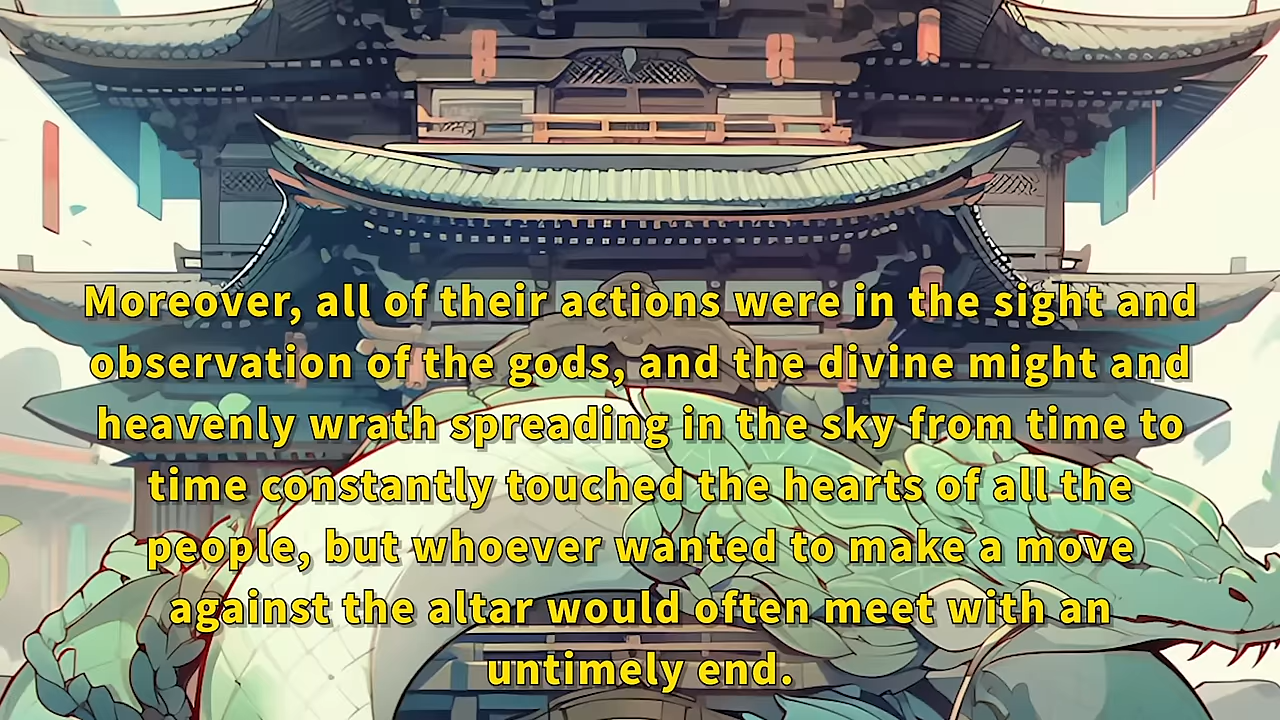 Moreover, all of their actions were in the sight and
observation of the gods, and the divine might and
heavenly wrath spreading in the sky from time to
time constantly touched the hearts of all the
people, but whoever wanted to make a move
against the altar would often meet with an
untimely end.